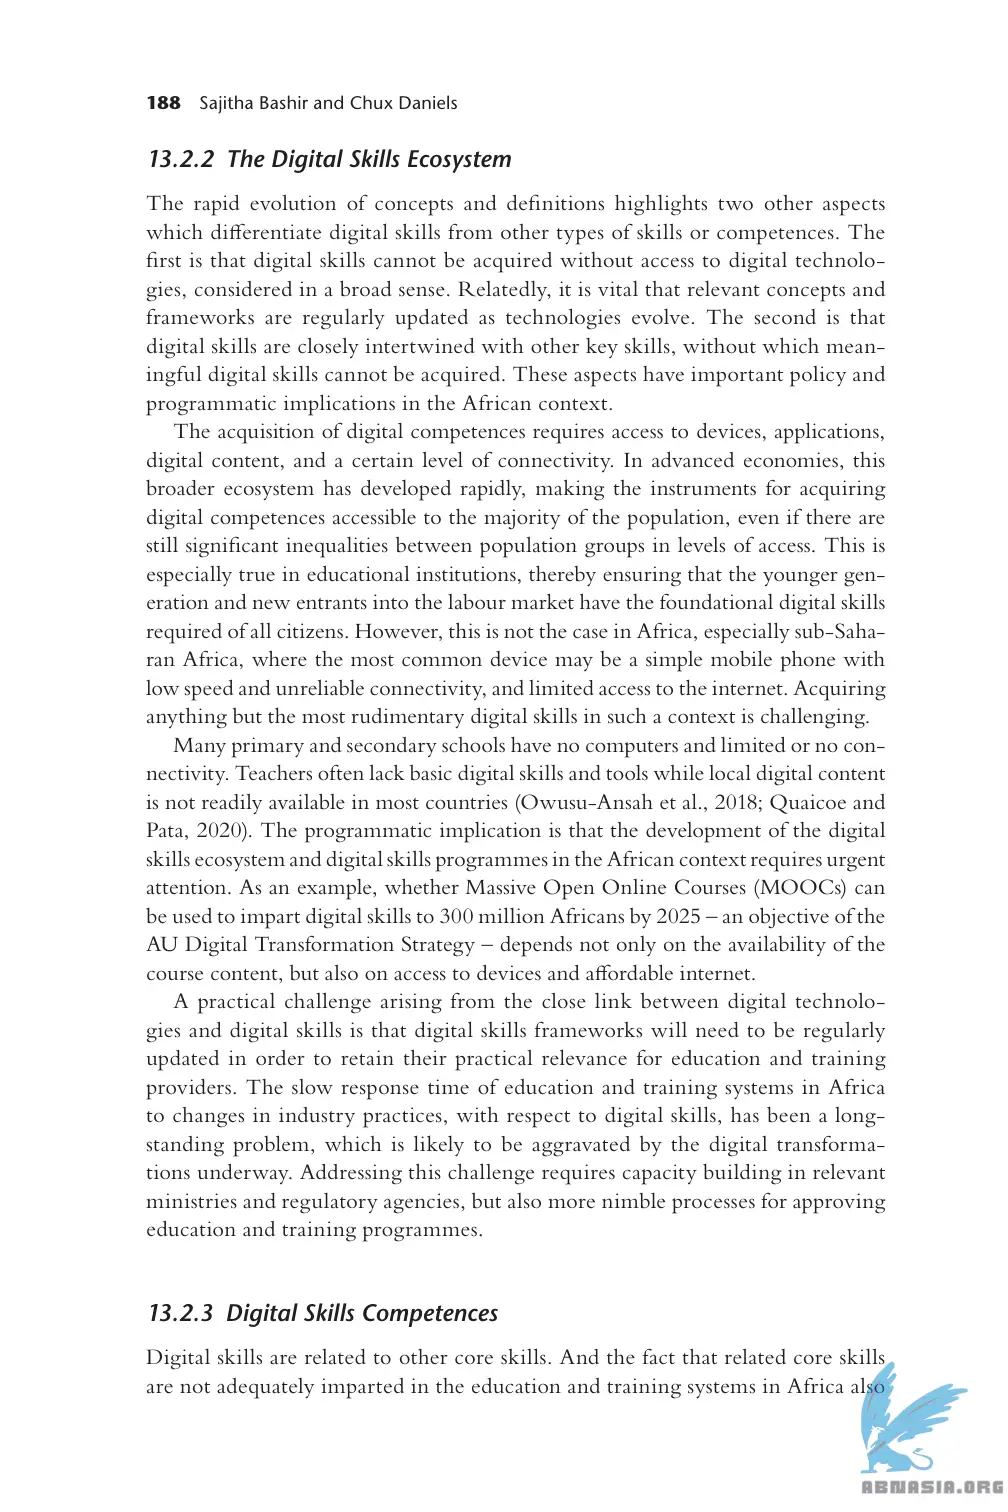 188 Sajitha Bashir and Chux Daniels
13.2.2 The Digital Skills Ecosystem
The rapid evolution of concepts and definitions highlights two other aspects
which differentiate digital skills from other types of skills or competences. The
first is that digital skills cannot be acquired without access to digital technolo-
gies, considered in a broad sense. Relatedly, it is vital that relevant concepts and
frameworks are regularly updated as technologies evolve. The second is that
digital skills are closely intertwined with other key skills, without which mean-
ingful digital skills cannot be acquired. These aspects have important policy and
programmatic implications in the African context.
The acquisition of digital competences requires access to devices, applications,
digital content, and a certain level of connectivity. In advanced economies, this
broader ecosystem has developed rapidly, making the instruments for acquiring
digital competences accessible to the majority of the population, even if there are
still significant inequalities between population groups in levels of access. This is
especially true in educational institutions, thereby ensuring that the younger gen-
eration and new entrants into the labour market have the foundational digital skills
required of all citizens. However, this is not the case in Africa, especially sub-Saha-
ran Africa, where the most common device may be a simple mobile phone with
low speed and unreliable connectivity, and limited access to the internet. Acquiring
anything but the most rudimentary digital skills in such a context is challenging.
Many primary and secondary schools have no computers and limited or no con-
nectivity. Teachers often lack basic digital skills and tools while local digital content
is not readily available in most countries (Owusu-Ansah et al., 2018; Quaicoe and
Pata, 2020). The programmatic implication is that the development of the digital
skills ecosystem and digital skills programmes in the African context requires urgent
attention. As an example, whether Massive Open Online Courses (MOOCs) can
be used to impart digital skills to 300 million Africans by 2025 – an objective of the
AU Digital Transformation Strategy – depends not only on the availability of the
course content, but also on access to devices and affordable internet.
A practical challenge arising from the close link between digital technolo-
gies and digital skills is that digital skills frameworks will need to be regularly
updated in order to retain their practical relevance for education and training
providers. The slow response time of education and training systems in Africa
to changes in industry practices, with respect to digital skills, has been a long-
standing problem, which is likely to be aggravated by the digital transforma-
tions underway. Addressing this challenge requires capacity building in relevant
ministries and regulatory agencies, but also more nimble processes for approving
education and training programmes.
13.2.3 Digital Skills Competences
Digital skills are related to other core skills. And the fact that related core skills
are not adequately imparted in the education and training systems in Africa also
ABNASIA.ORG